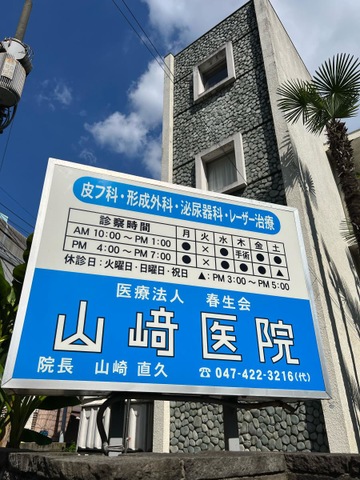 皮フ科・形成外科・泌尿器科・レーザー治療
診察時間 月 火 水 木 金 土
AM 10:00～PM 1:00 ● × ● 手術 ● ●
PM 4:00～PM 7:00 ● × ● ● ● ▲
休診日：火曜日・日曜日・祝日 ▲：PM 3:00～PM 5:00
医療法人 春生会
山﨑医院
院長 山﨑 直久 ☎047-422-3216(代)